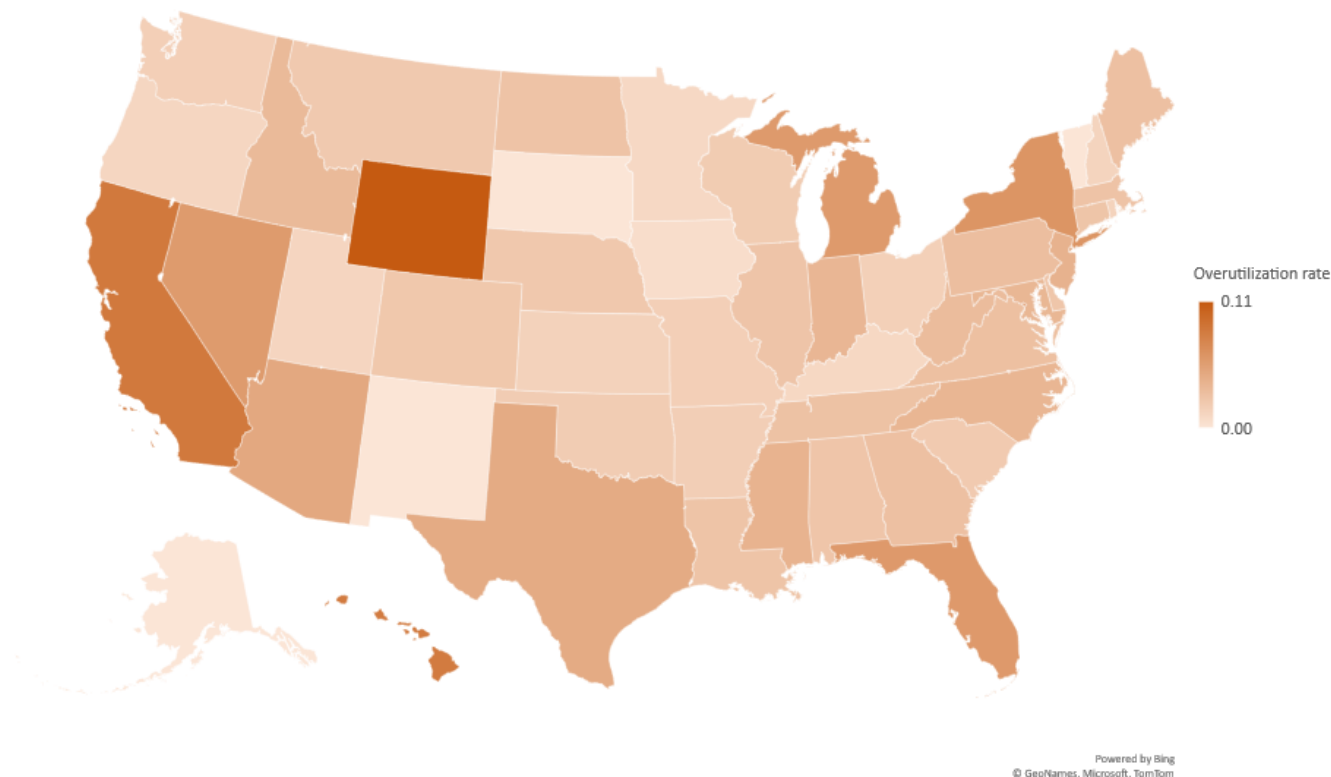 Overutilization rate
0.11
0.00
Powered by Bing
© GeoNames, Microsoft, TomTom